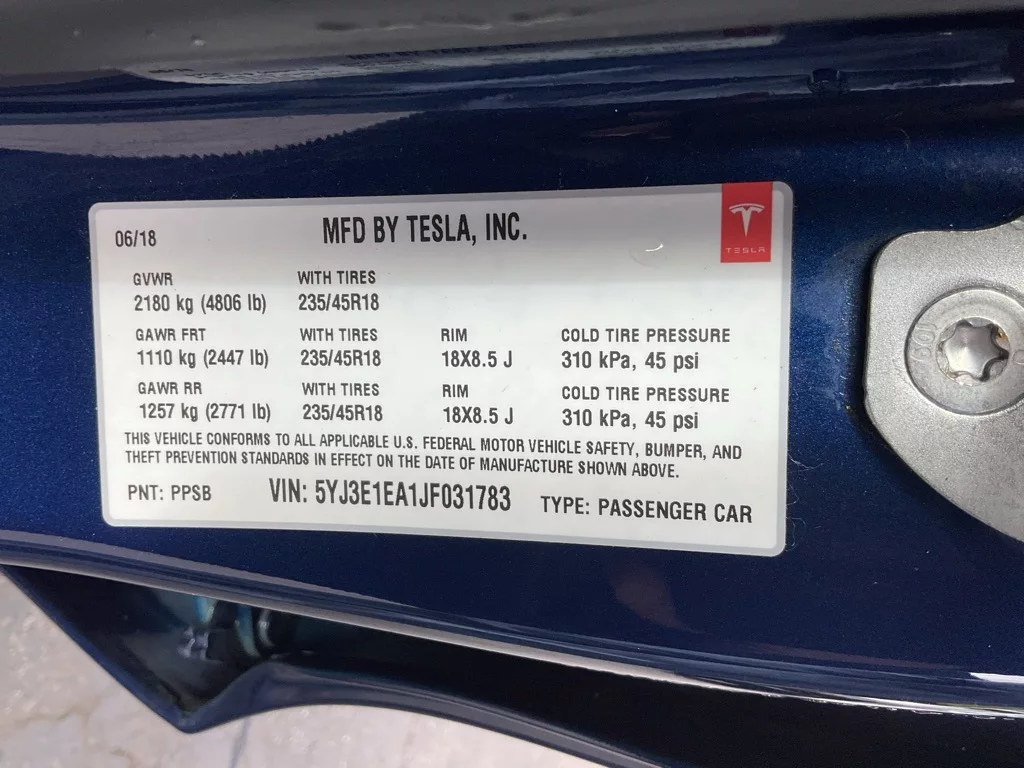 06/18 MFD BY TESLA, INC.
TESLA
GVWR WITH TIRES
2180 kg (4806 lb) 235/45R18
GAWR FRT WITH TIRES RIM COLD TIRE PRESSURE
1110 kg (2447 lb) 235/45R18 18X8.5 J 310 kPa, 45 psi
GAWR RR WITH TIRES RIM COLD TIRE PRESSURE
1257 kg (2771 lb) 235/45R18 18X8.5 J 310 kPa, 45 psi
THIS VEHICLE CONFORMS TO ALL APPLICABLE U.S. FEDERAL MOTOR VEHICLE SAFETY, BUMPER, AND
THEFT PREVENTION STANDARDS IN EFFECT ON THE DATE OF MANUFACTURE SHOWN ABOVE.
PNT: PPSB VIN: 5YJ3E1EA1JF031783 TYPE: PASSENGER CAR